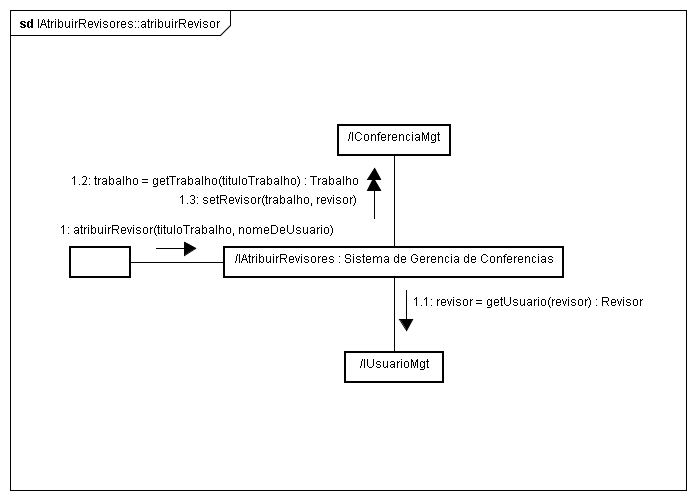 sd IAtribuirRevisores::atribuirRevisor
/IConferenciaMgt
1.2: trabalho = getTrabalho(tituloTrabalho) : Trabalho
1.3: setRevisor(trabalho, revisor)
1: atribuirRevisor(tituloTrabalho, nomeDeUsuario)
/IAtribuirRevisores : Sistema de Gerencia de Conferencias
1.1: revisor = getUsuario(revisor) : Revisor
/IUsuarioMgt